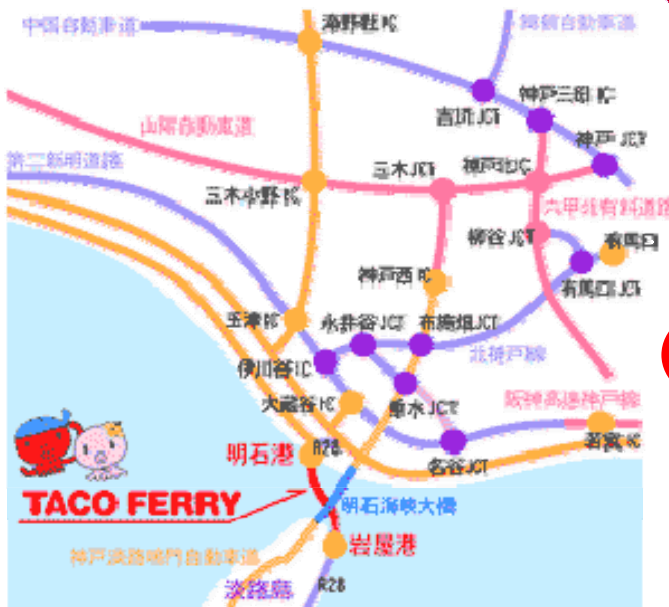 中国自動車道
滝野社IC
舞鶴自動車道
吉川JCT
神戸三田IC
神戸JCT
山陽自動車道
第二新明道路
三木JCT
神戸北IC
三木小野IC
六甲北有料道路
柳谷JCT
有馬口
神戸西IC
有馬口JCT
玉津IC
永井谷JCT
布施畑JCT
伊川谷IC
北神戸線
大蔵谷IC
垂水JCT
阪神高速神戸線
明石港
R28
名谷JCT
若宮IC
TACO FERRY
明石海峡大橋
神戸淡路鳴門自動車道
岩屋港
淡路島
R28